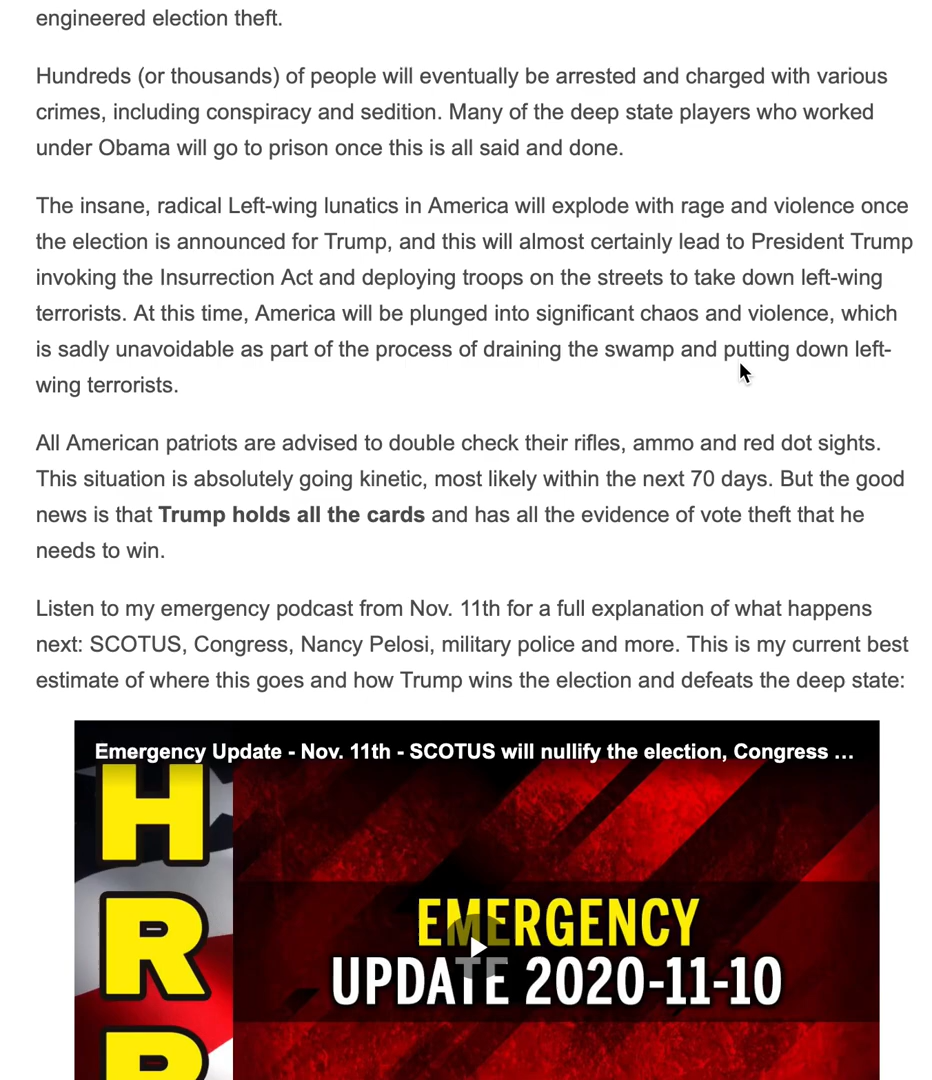 engineered election theft.
Hundreds (or thousands) of people will eventually be arrested and charged with various
crimes, including conspiracy and sedition. Many of the deep state players who worked
under Obama will go to prison once this is all said and done.
The insane, radical Left-wing lunatics in America will explode with rage and violence once
the election is announced for Trump, and this will almost certainly lead to President Trump
invoking the Insurrection Act and deploying troops on the streets to take down left-wing
terrorists. At this time, America will be plunged into significant chaos and violence, which
is sadly unavoidable as part of the process of draining the swamp and putting down left-
wing terrorists.
All American patriots are advised to double check their rifles, ammo and red dot sights.
This situation is absolutely going kinetic, most likely within the next 70 days. But the good
news is that Trump holds all the cards and has all the evidence of vote theft that he
needs to win.
Listen to my emergency podcast from Nov. 11th for a full explanation of what happens
next: SCOTUS, Congress, Nancy Pelosi, military police and more. This is my current best
estimate of where this goes and how Trump wins the election and defeats the deep state:
Emergency Update - Nov. 11th - SCOTUS will nullify the election, Congress ...
H
R
R
EMERGENCY
UPDATE 2020-11-10